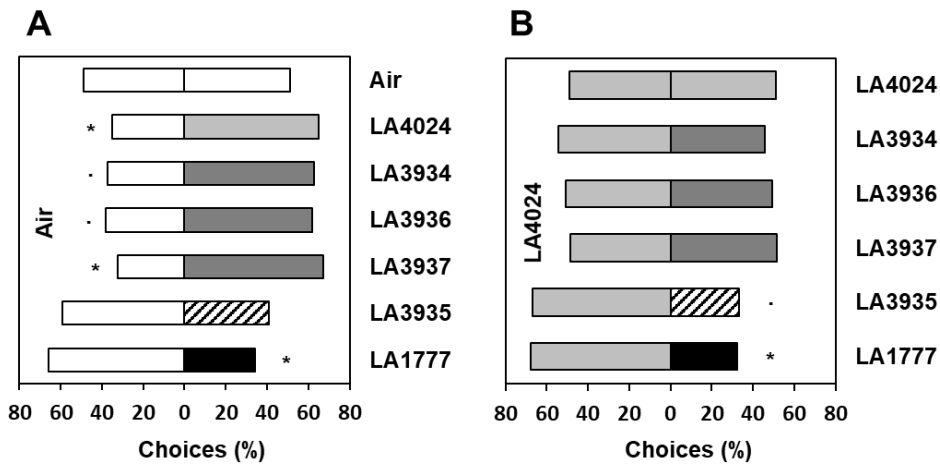 A
Air
LA4024
* LA3934
· LA3936
· LA3937
* LA3935
LA1777 *
Air
80 60 40 20 0 20 40 60 80
Choices (%)
B
LA4024
LA3934
LA3936
LA3937
LA3935 ·
LA1777 *
LA4024
80 60 40 20 0 20 40 60 80
Choices (%)